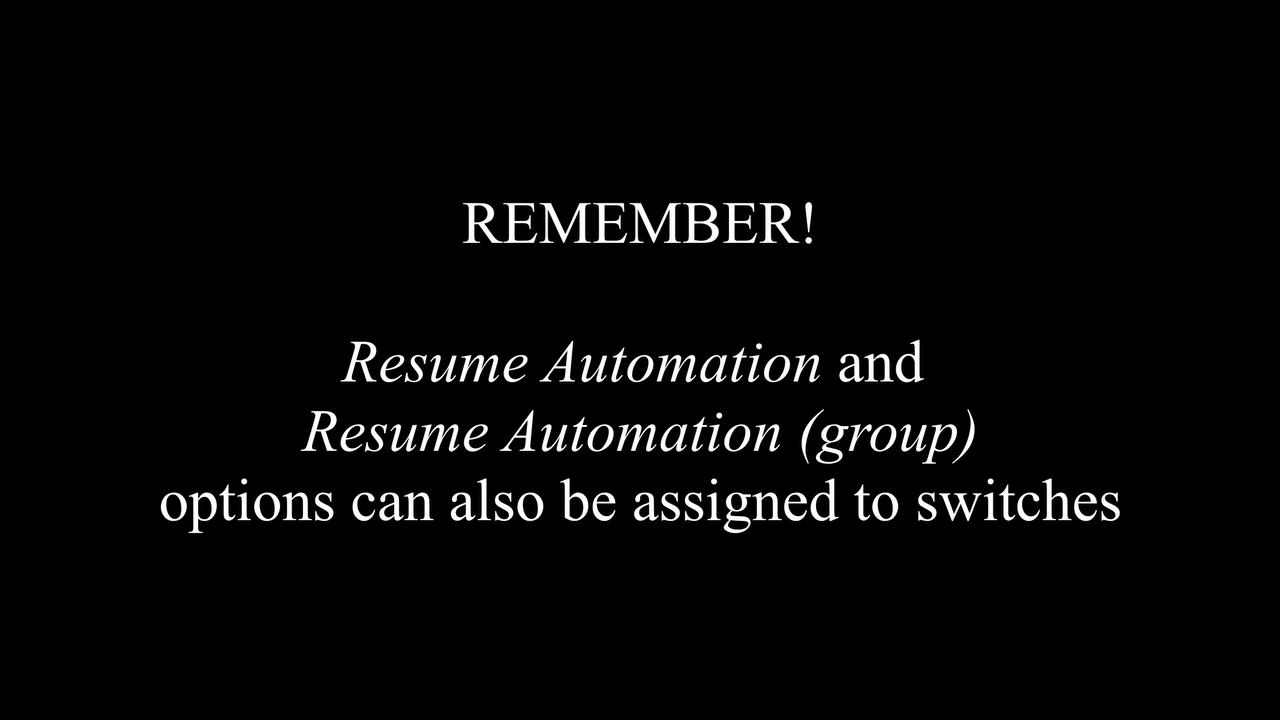 REMEMBER!
Resume Automation and
Resume Automation (group)
options can also be assigned to switches